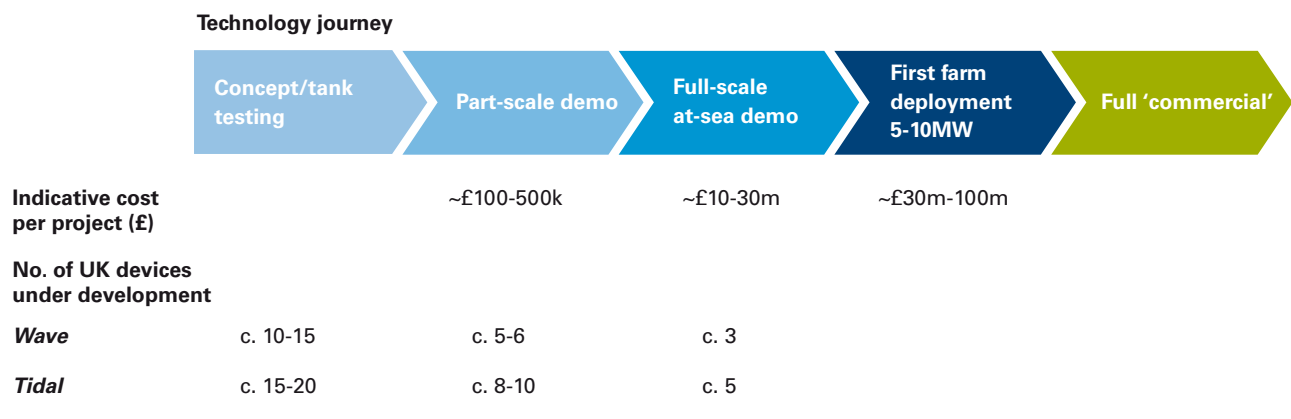 Technology journey
Concept/tank
testing
Part-scale demo
Full-scale
at-sea demo
First farm
deployment
5-10MW
Full ‘commercial’
Indicative cost
per project (£)
~£100-500k
~£10-30m
~£30m-100m
No. of UK devices
under development
Wave
c. 10-15
c. 5-6
c. 3
Tidal
c. 15-20
c. 8-10
c. 5